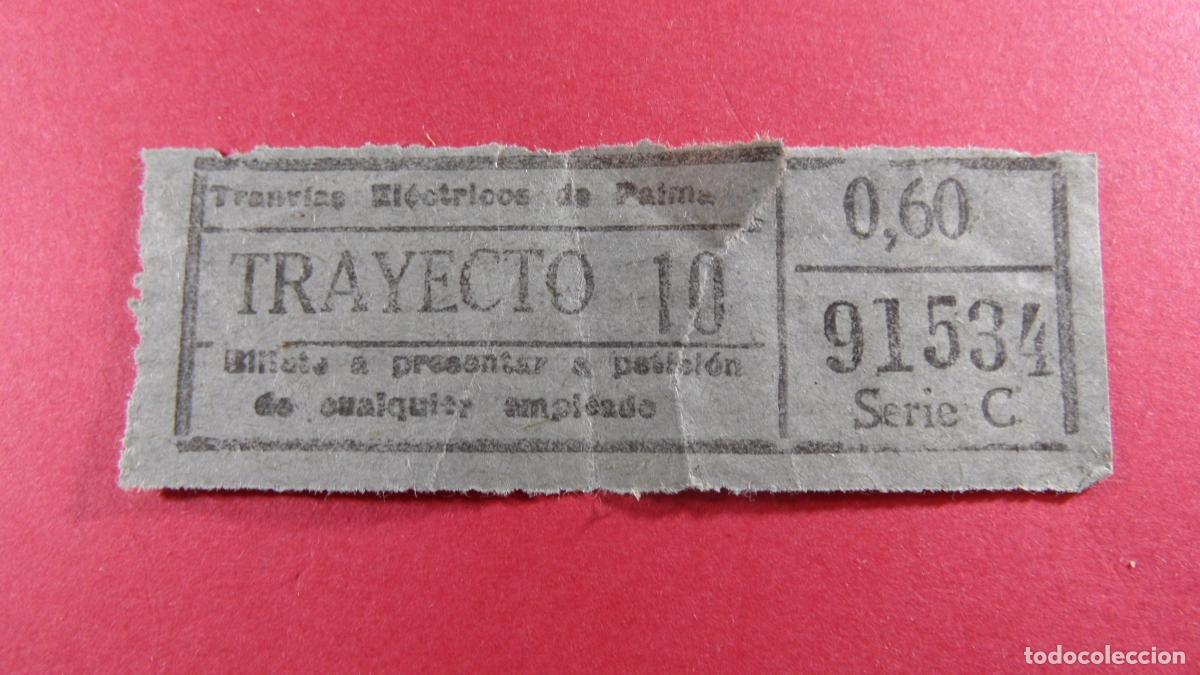 Tranvías Eléctricos de Palma
TRAYECTO 10
Billete a presentar a petición
de cualquier empleado
0,60
91534
Serie C
todocoleccion